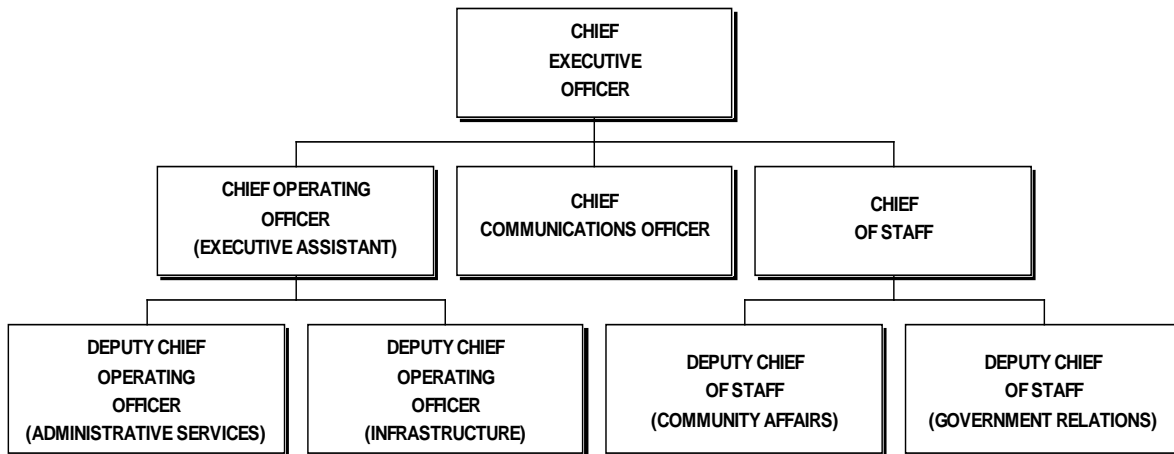 CHIEF
EXECUTIVE
OFFICER
CHIEF OPERATING
OFFICER
(EXECUTIVE ASSISTANT)
CHIEF
COMMUNICATIONS OFFICER
CHIEF
OF STAFF
DEPUTY CHIEF
OPERATING
OFFICER
(ADMINISTRATIVE SERVICES)
DEPUTY CHIEF
OPERATING
OFFICER
(INFRASTRUCTURE)
DEPUTY CHIEF
OF STAFF
(COMMUNITY AFFAIRS)
DEPUTY CHIEF
OF STAFF
(GOVERNMENT RELATIONS)